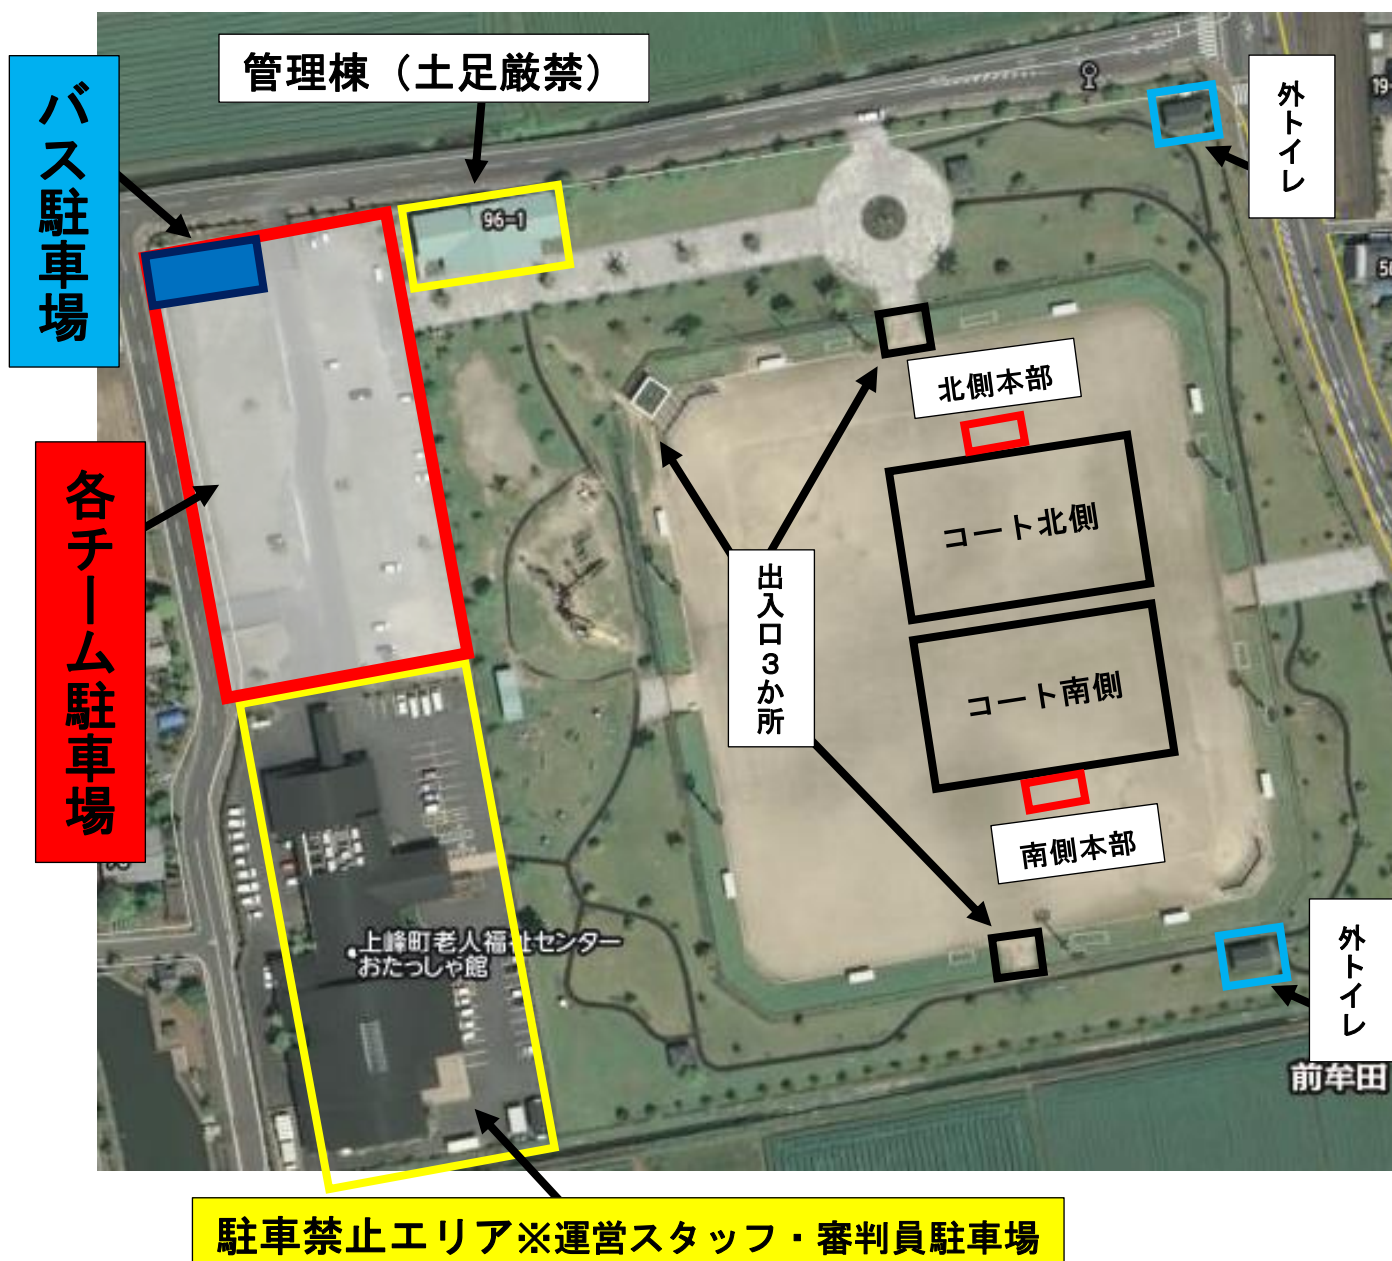 管理棟（土足厳禁）
バス駐車場
外トイレ
19-
96-1
北側本部
各チーム駐車場
コート北側
出入口３か所
コート南側
南側本部
上峰町老人福祉センター
おたっしゃ館
外トイレ
前牟田
駐車禁止エリア※運営スタッフ・審判員駐車場